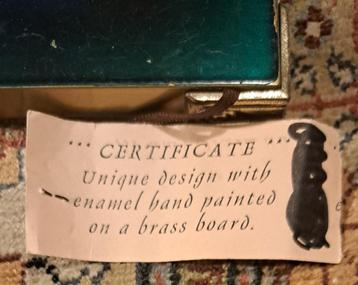 ... CERTIFICATE ...
Unique design with
enamel hand painted
on a brass board.